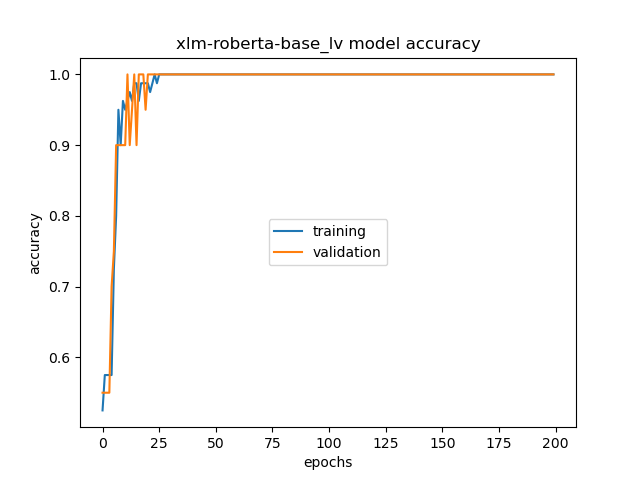 xlm-roberta-base_lv model accuracy
1.0
0.9
0.8
0.7
0.6
accuracy
training
validation
0 25 50 75 100 125 150 175 200
epochs